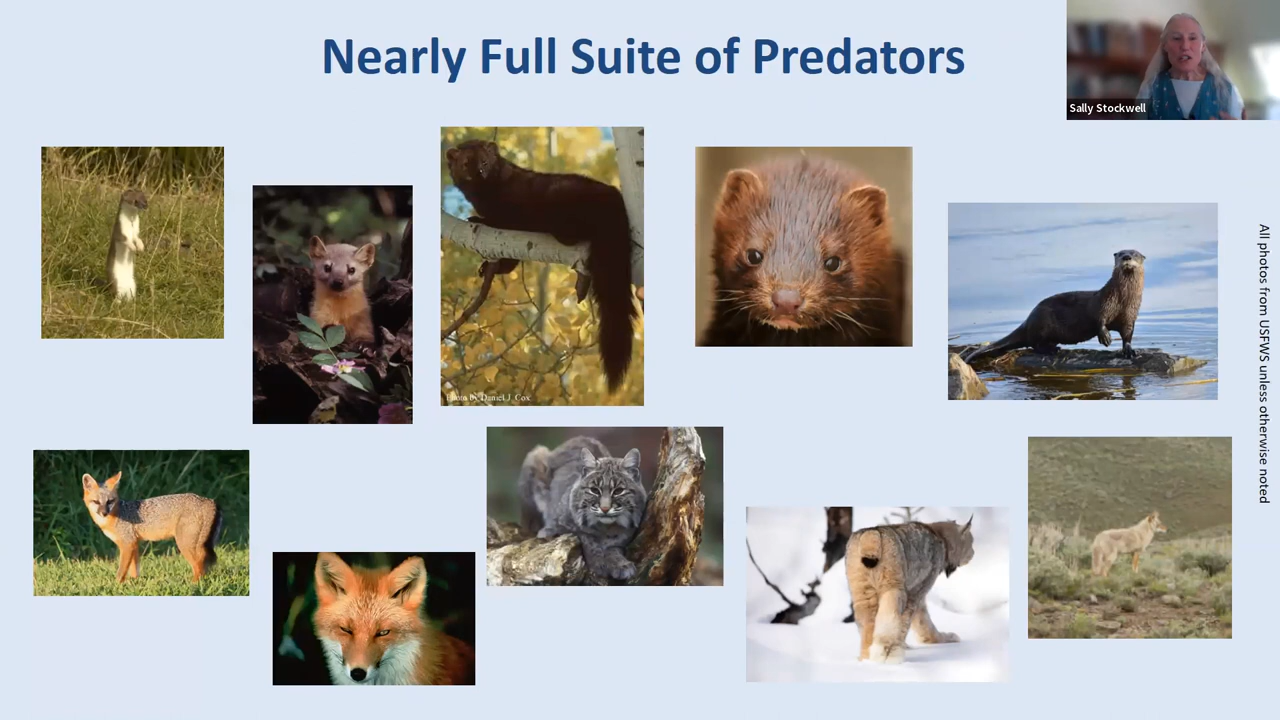 Nearly Full Suite of Predators
Sally Stockwell
Photo by Daniel J. Cox
All photos from USFWS unless otherwise noted